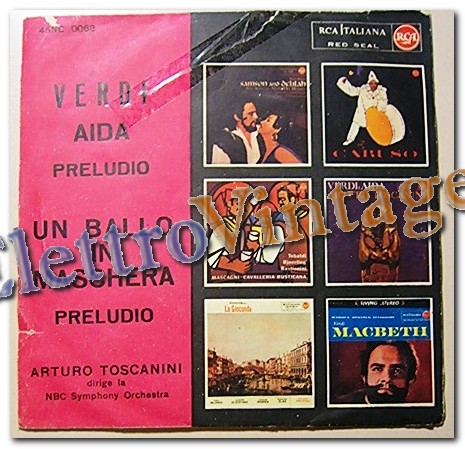 45NC 0068
VERDI
AIDA
PRELUDIO
UN BALLO
IN
MASCHERA
PRELUDIO
ARTURO TOSCANINI
dirige la
NBC Symphony Orchestra
RCA ITALIANA
RED SEAL
RCA
samson and delilah
CARUSO
Tebaldi
Bjoerling
Bastianini
MASCAGNI-CAVALLERIA RUSTICANA
VERDI: AIDA
La Gioconda
LIVING STEREO
Verdi
MACBETH
ElettroVintage